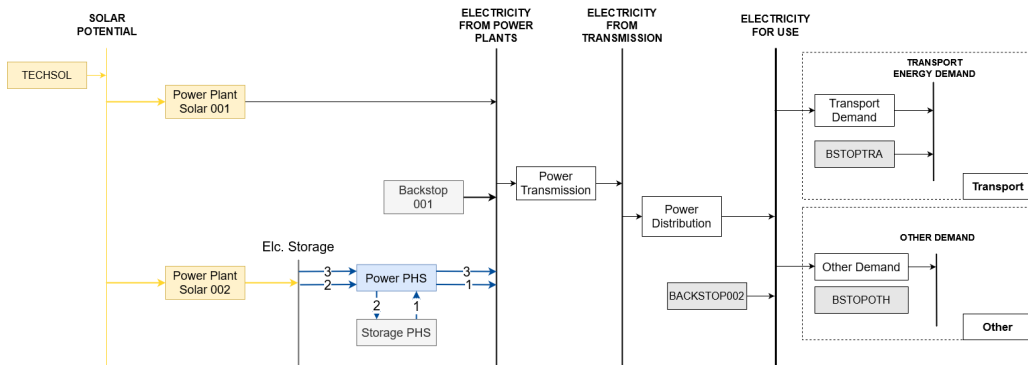 SOLAR
POTENTIAL
ELECTRICITY
FROM POWER
PLANTS
ELECTRICITY
FROM
TRANSMISSION
ELECTRICITY
FOR USE
TECHSOL
Power Plant
Solar 001
TRANSPORT
ENERGY DEMAND
Transport
Demand
BSTOPTRA
Transport
Backstop
001
Power
Transmission
Power
Distribution
Elc. Storage
Power Plant
Solar 002
3
2
Power PHS
3
1
2
1
Storage PHS
BACKSTOP002
OTHER DEMAND
Other Demand
BSTOPOTH
Other